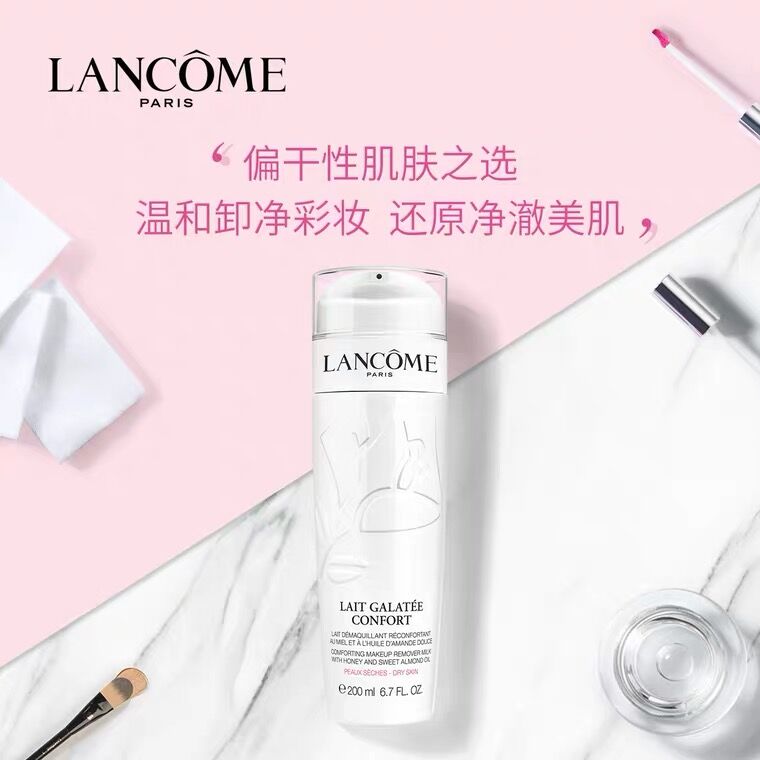 LANCÔME
PARIS
“偏干性肌肤之选
温和卸净彩妆 还原净澈美肌”
LANCÔME
PARIS
LAIT GALATÉE
CONFORT
LAIT DÉMAQUILLANT RÉCONFORTANT
AU MIEL ET À L'HUILE D'AMANDE DOUCE
COMFORTING MAKEUP REMOVER MILK
WITH HONEY AND SWEET ALMOND OIL
PEAUX SÈCHES - DRY SKIN
℮ 200 ml 6.7 FL. OZ.